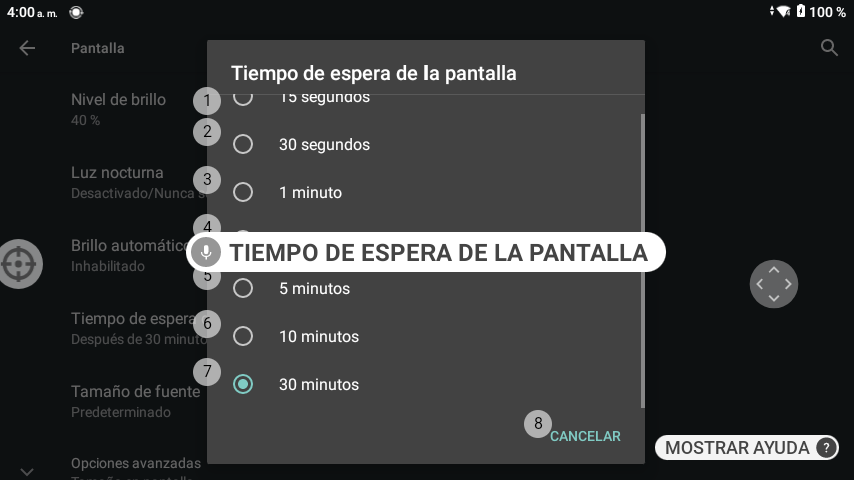 4:00 a. m.
100 %
Pantalla
Tiempo de espera de la pantalla
Nivel de brillo
40 %
1
15 segundos
2
30 segundos
Luz nocturna
Desactivado/Nunca s
3
1 minuto
4
Brillo automático
Inhabilitado
TIEMPO DE ESPERA DE LA PANTALLA
5
5 minutos
Tiempo de espera
Después de 30 minuto
6
10 minutos
7
30 minutos
Tamaño de fuente
Predeterminado
8
CANCELAR
MOSTRAR AYUDA ?
Opciones avanzadas